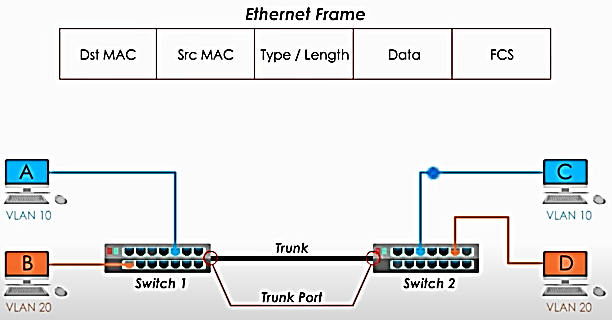 Ethernet Frame
Dst MAC Src MAC Type / Length Data FCS
A C
VLAN 10 VLAN 10
B Trunk D
Switch 1 Switch 2
Trunk Port
VLAN 20 VLAN 20